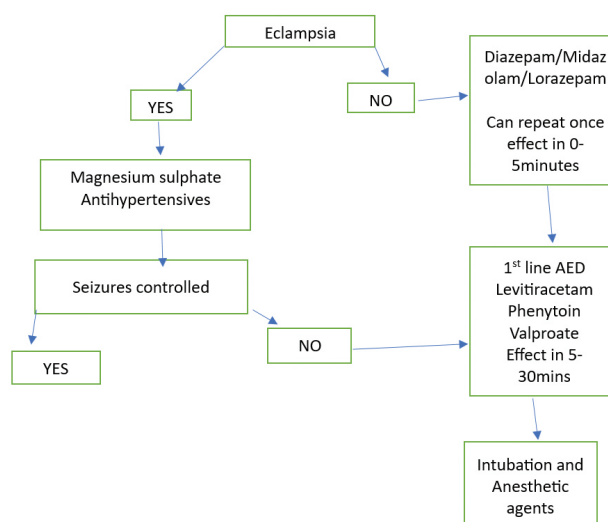 Eclampsia
YES
NO
Diazepam/Midaz
olam/Lorazepam
Can repeat once
effect in 0-
5minutes
Magnesium sulphate
Antihypertensives
Seizures controlled
YES
NO
1st line AED
Levitiracetam
Phenytoin
Valproate
Effect in 5-
30mins
Intubation and
Anesthetic
agents